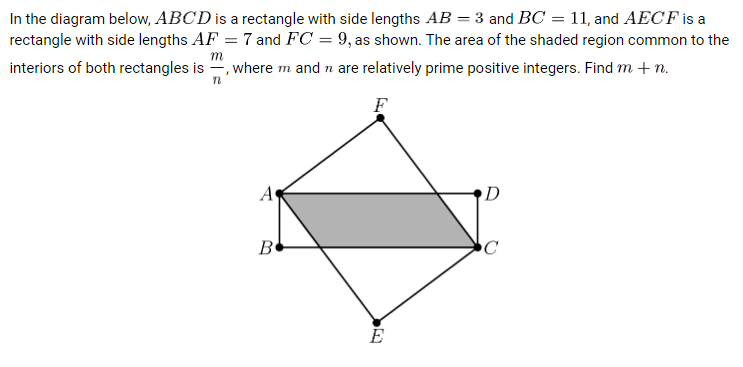 In the diagram below, ABCD is a rectangle with side lengths AB = 3 and BC = 11, and AECF is a
rectangle with side lengths AF = 7 and FC = 9, as shown. The area of the shaded region common to the
interiors of both rectangles is m/n, where m and n are relatively prime positive integers. Find m + n.
F
A D
B C
E